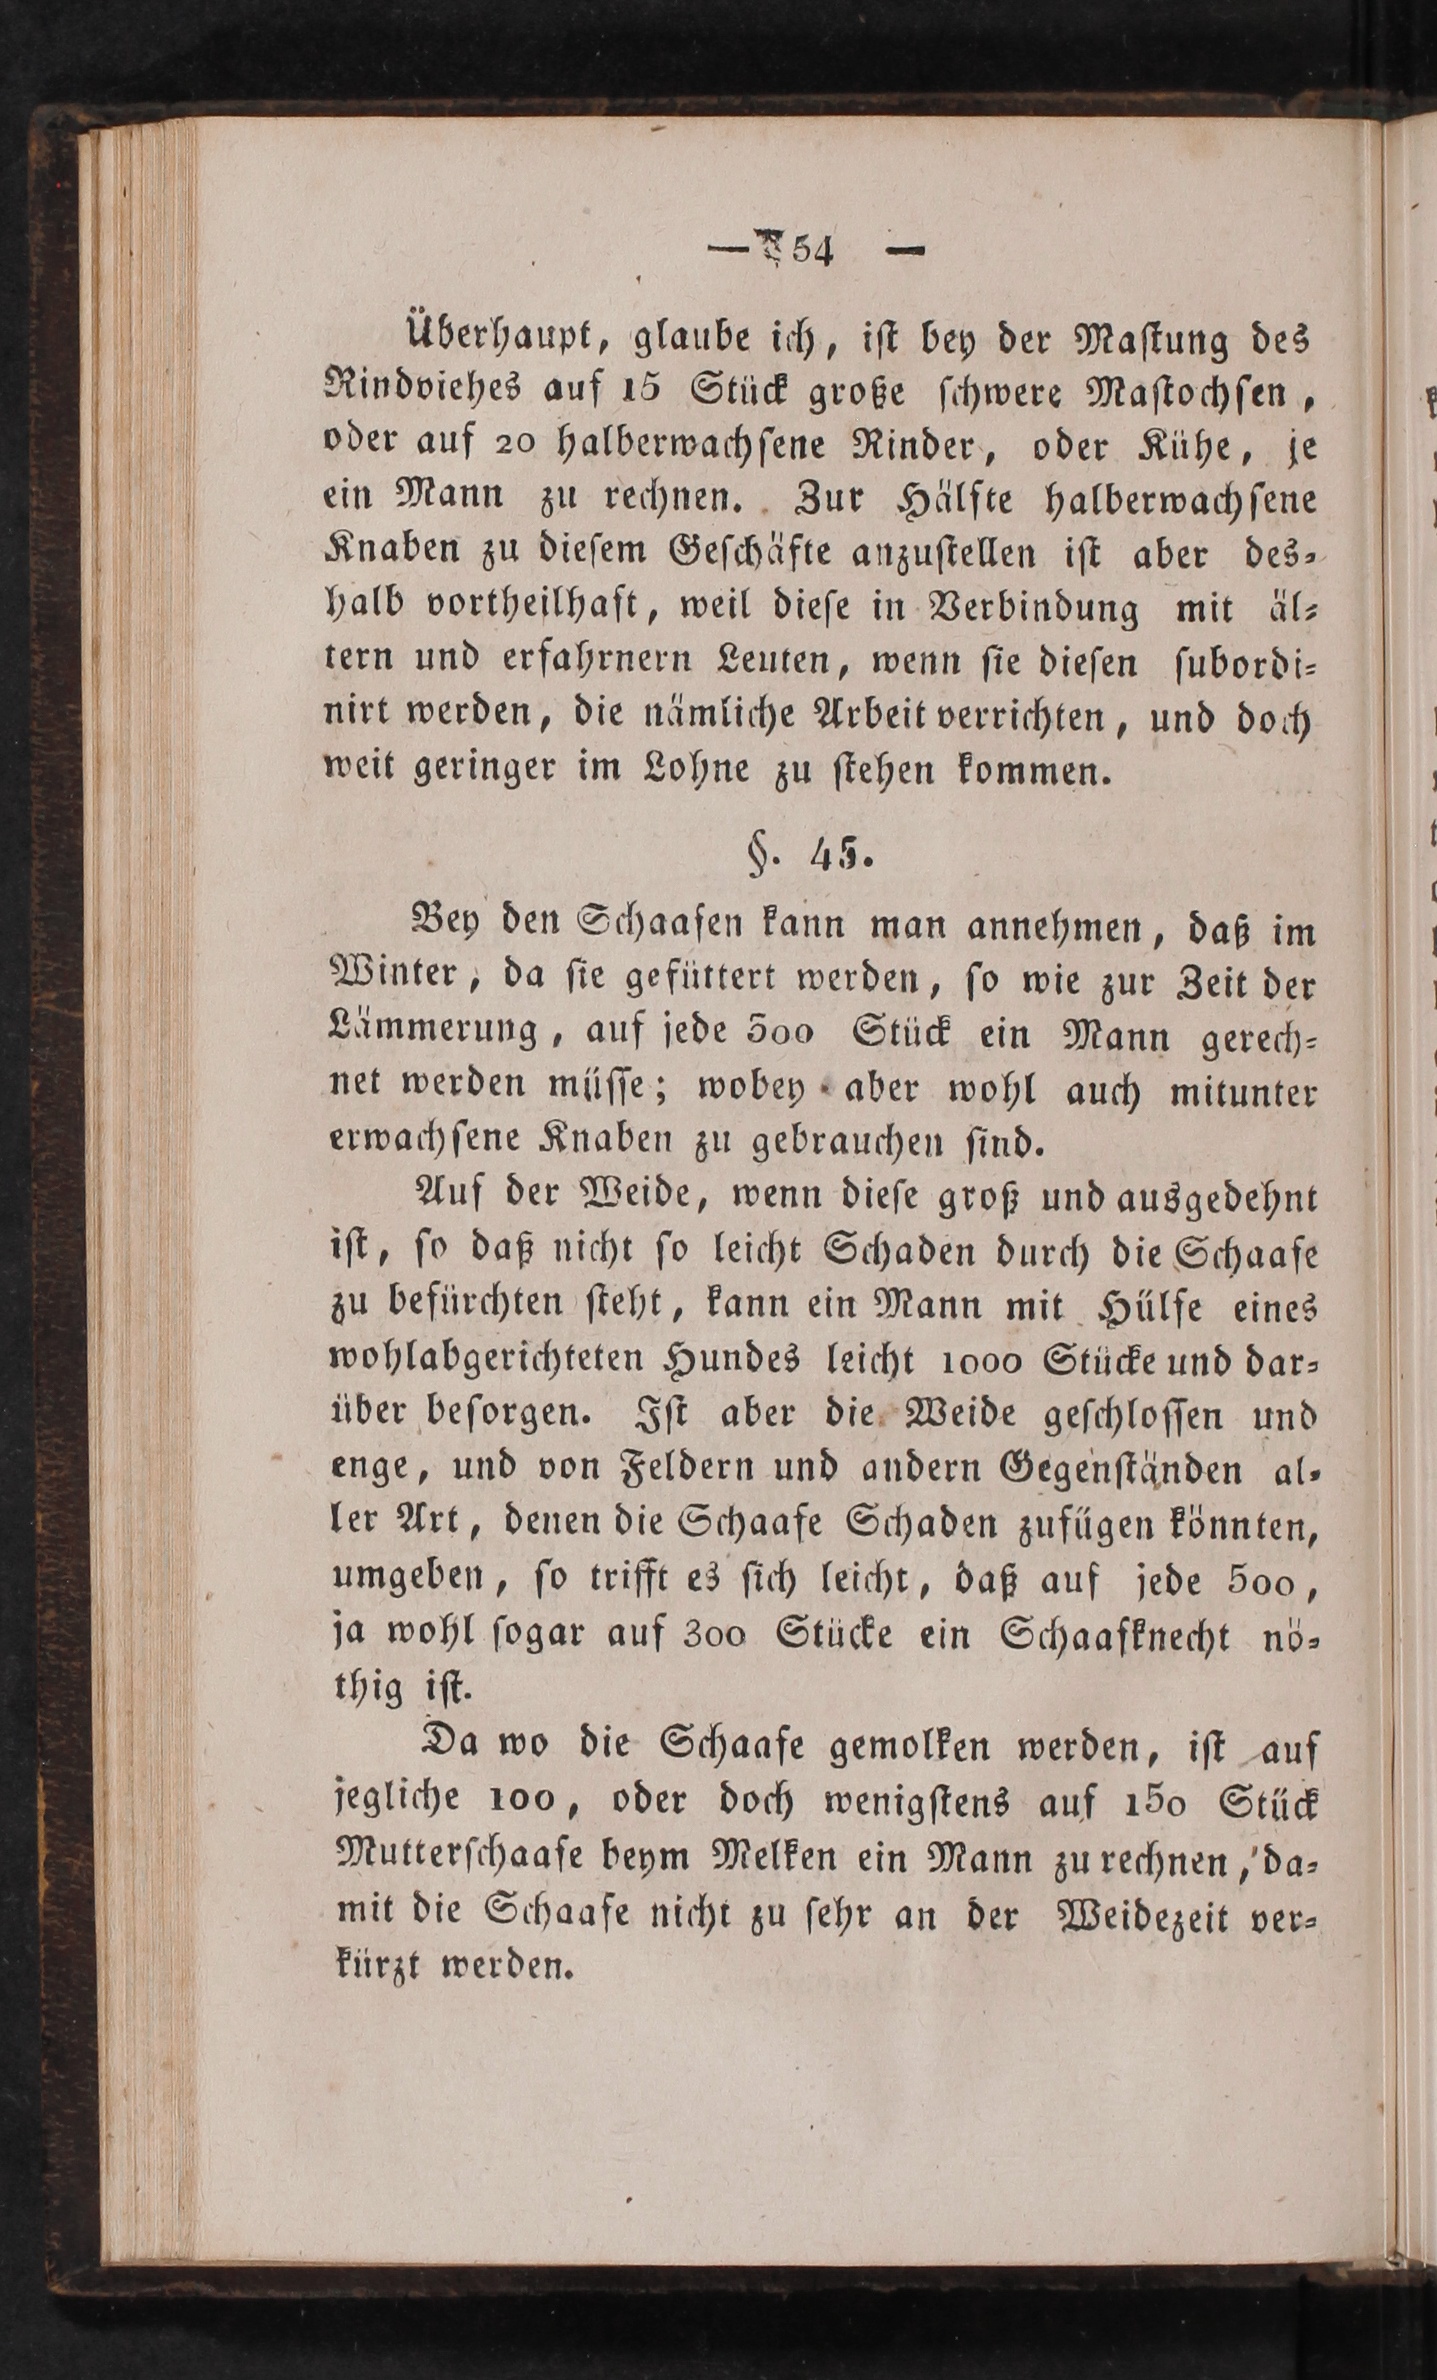 — 54 —
Überhaupt, glaube ich, iſt bey der Maſtung des
Rindviehes auf 15 Stück große ſchwere Maſtochſen,
oder auf 20 halberwachſene Rinder, oder Kühe, je
ein Mann zu rechnen. Zur Hälfte halberwachſene
Knaben zu dieſem Geſchäfte anzuſtellen iſt aber des⸗
halb vortheilhaft, weil dieſe in Verbindung mit äl⸗
tern und erfahrnern Leuten, wenn ſie dieſen ſubordi⸗
nirt werden, die nämliche Arbeit verrichten, und doch
weit geringer im Lohne zu ſtehen kommen.
§. 45.
Bey den Schaafen kann man annehmen, daß im
Winter, da ſie gefüttert werden, ſo wie zur Zeit der
Lämmerung, auf jede 500 Stück ein Mann gerech⸗
net werden müſſe; wobey aber wohl auch mitunter
erwachſene Knaben zu gebrauchen ſind.
Auf der Weide, wenn dieſe groß und ausgedehnt
iſt, ſo daß nicht ſo leicht Schaden durch die Schaafe
zu befürchten ſteht, kann ein Mann mit Hülfe eines
wohlabgerichteten Hundes leicht 1000 Stücke und dar⸗
über beſorgen. Iſt aber die Weide geſchloſſen und
enge, und von Feldern und andern Gegenſtänden al⸗
ler Art, denen die Schaafe Schaden zufügen könnten,
umgeben, ſo trifft es ſich leicht, daß auf jede 500,
ja wohl ſogar auf 300 Stücke ein Schaafknecht nö⸗
thig iſt.
Da wo die Schaafe gemolken werden, iſt auf
jegliche 100, oder doch wenigſtens auf 150 Stück
Mutterſchaafe beym Melken ein Mann zu rechnen, da⸗
mit die Schaafe nicht zu ſehr an der Weidezeit ver⸗
kürzt werden.